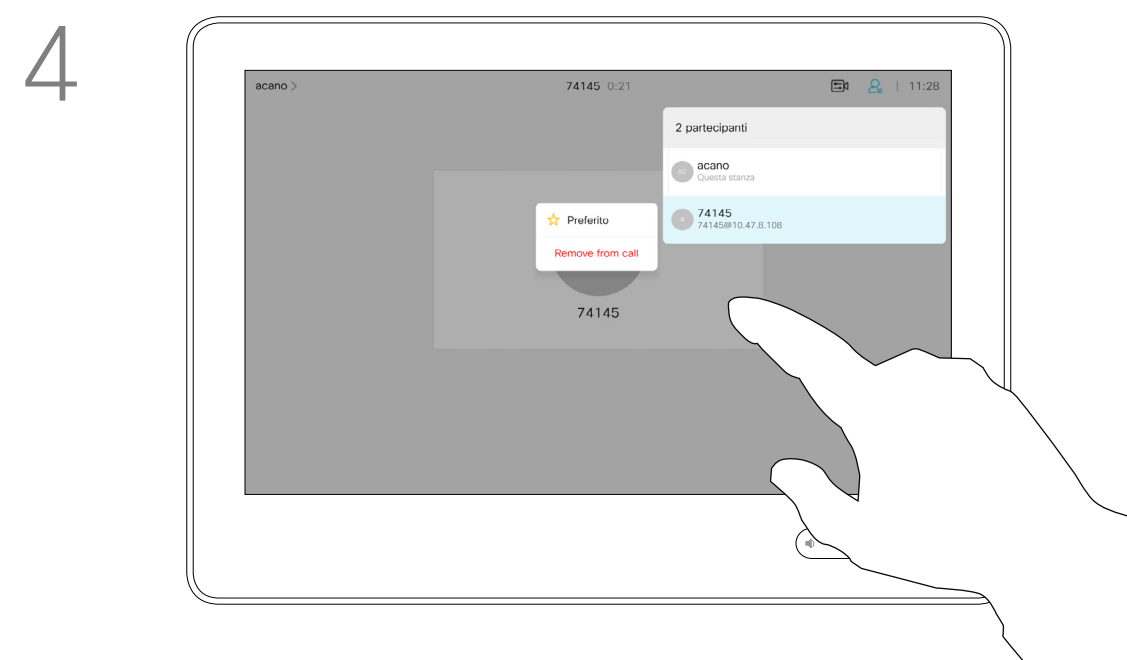 4
acano >
74145 0:21
11:28
2 partecipanti
AC
acano
Questa stanza
74145
74145@10.47.8.108
Preferito
Remove from call
74145